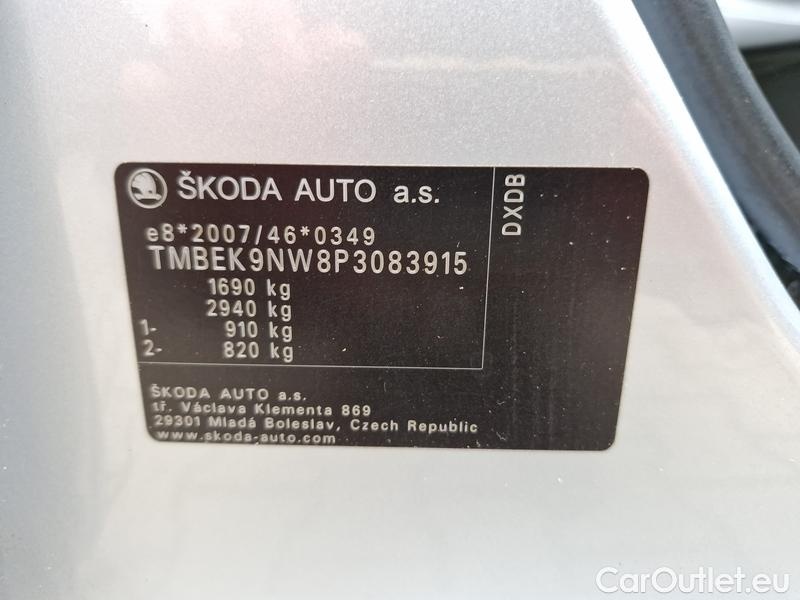 ŠKODA AUTO a.s.
e8*2007/46*0349
TMBEK9NW8P3083915
1690 kg
2940 kg
1- 910 kg
2- 820 kg
DXDB
ŠKODA AUTO a.s.
tř. Václava Klementa 869
29301 Mladá Boleslav, Czech Republic
www.skoda-auto.com
CarOutlet.eu